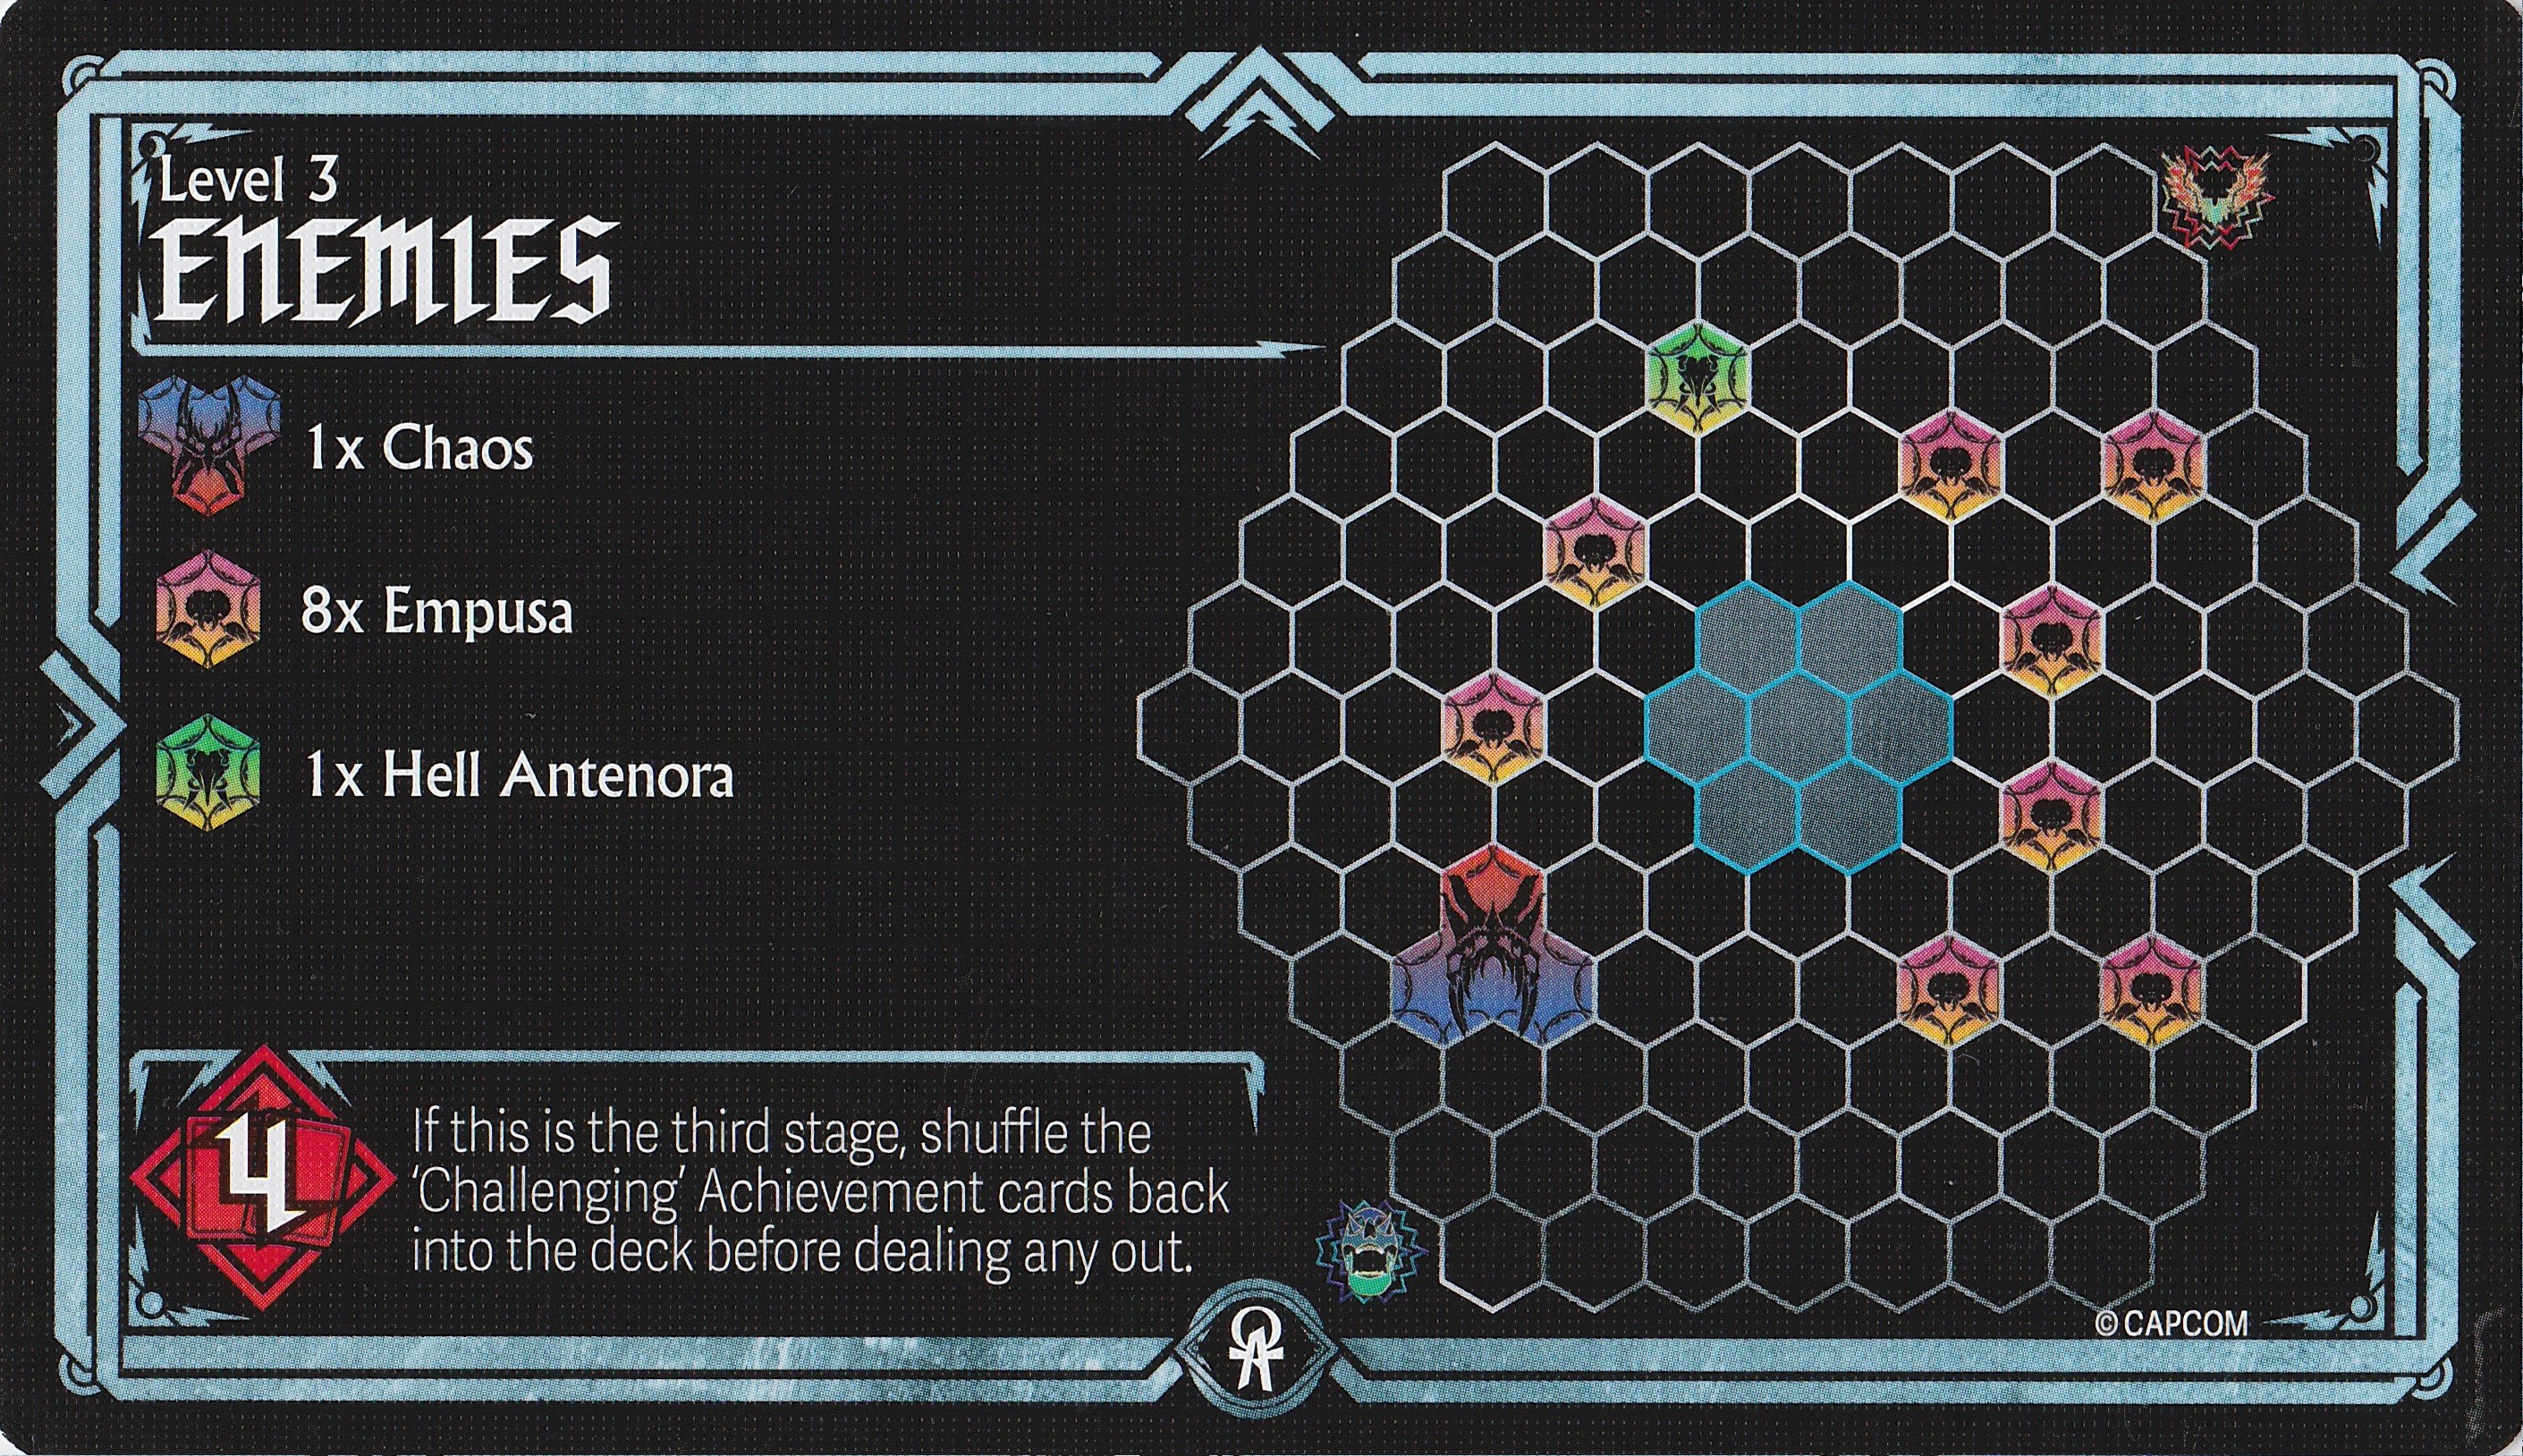 Level 3
ENEMIES
1x Chaos
8x Empusa
1x Hell Antenora
4
If this is the third stage, shuffle the
‘Challenging’ Achievement cards back
into the deck before dealing any out.
© CAPCOM